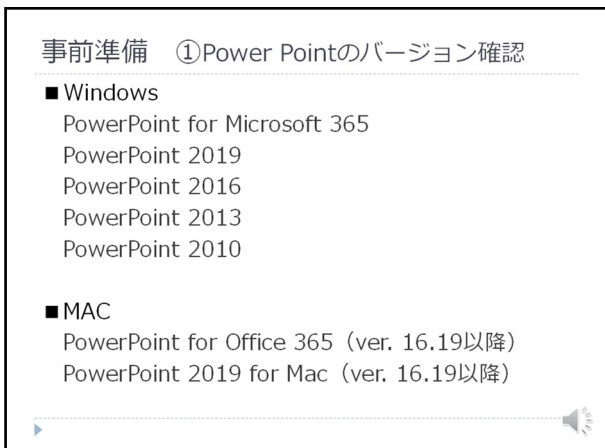 事前準備　①Power Pointのバージョン確認
■Windows
PowerPoint for Microsoft 365
PowerPoint 2019
PowerPoint 2016
PowerPoint 2013
PowerPoint 2010
■MAC
PowerPoint for Office 365（ver. 16.19以降）
PowerPoint 2019 for Mac（ver. 16.19以降）